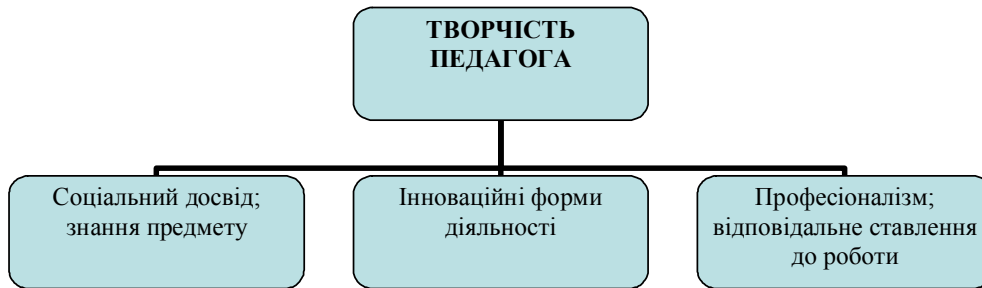 ТВОРЧІСТЬ
ПЕДАГОГА
Соціальний досвід;
знання предмету
Інноваційні форми
діяльності
Професіоналізм;
відповідальне ставлення
до роботи